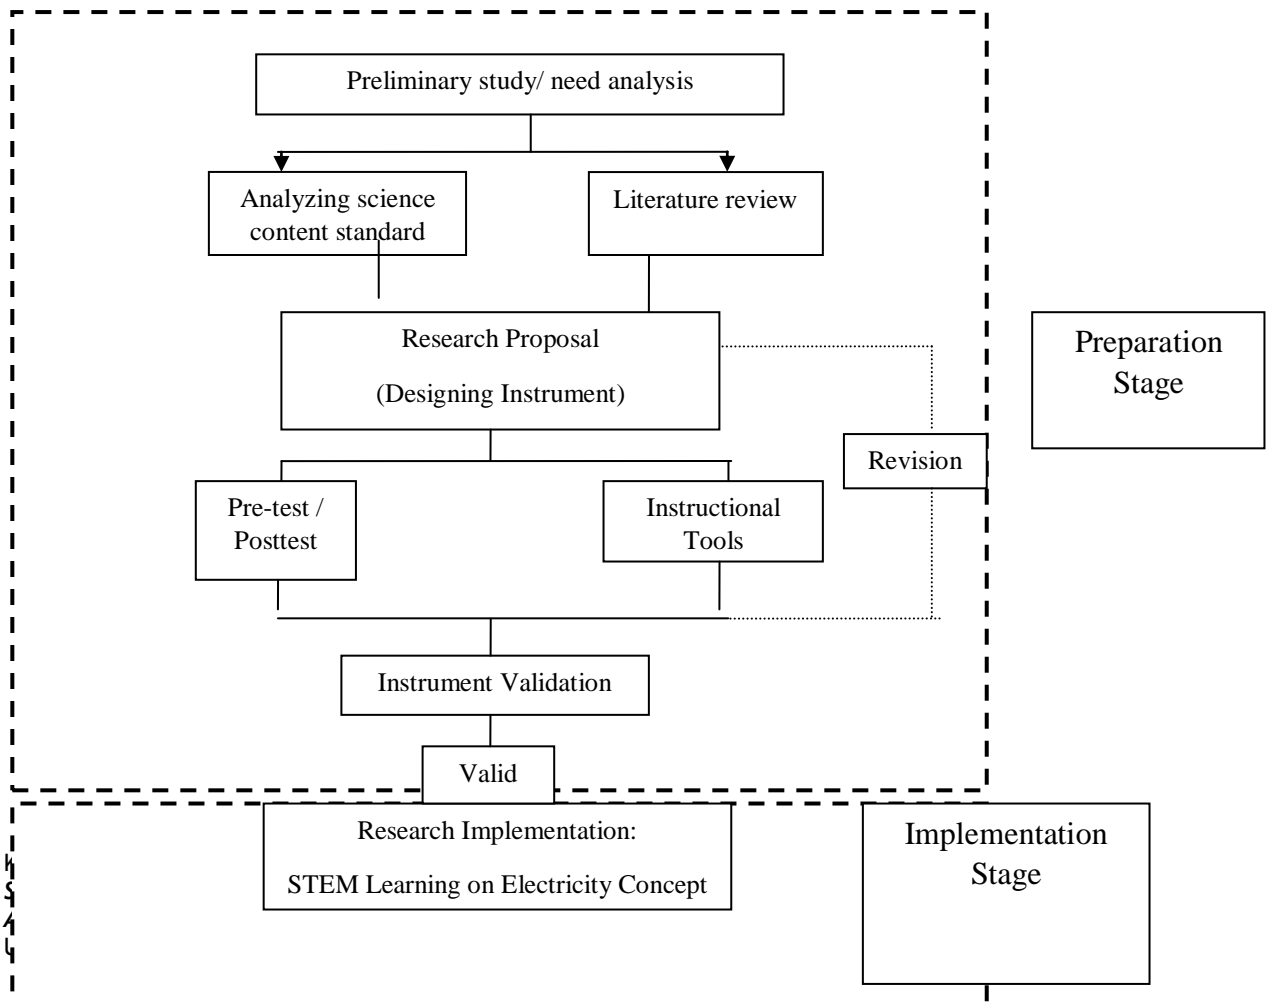 Preliminary study/ need analysis
Analyzing science
content standard
Literature review
Research Proposal
(Designing Instrument)
Preparation
Stage
Revision
Pre-test /
Posttest
Instructional
Tools
Instrument Validation
Valid
Research Implementation:
STEM Learning on Electricity Concept
Implementation
Stage